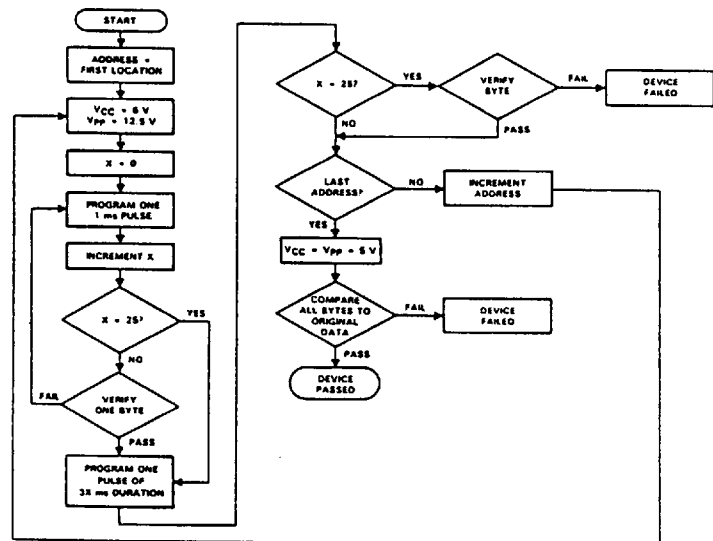 START
ADDRESS =
FIRST LOCATION
VCC = 6 V
VPP = 12.5 V
X = 0
PROGRAM ONE
1 ms PULSE
INCREMENT X
X = 25?
YES
NO
VERIFY
ONE BYTE
FAIL
PASS
PROGRAM ONE
PULSE OF
3X ms DURATION
X = 25?
YES
NO
VERIFY
BYTE
FAIL
PASS
DEVICE
FAILED
LAST
ADDRESS?
NO
YES
INCREMENT
ADDRESS
VCC = VPP = 5 V
COMPARE
ALL BYTES TO
ORIGINAL
DATA
FAIL
PASS
DEVICE
FAILED
DEVICE
PASSED